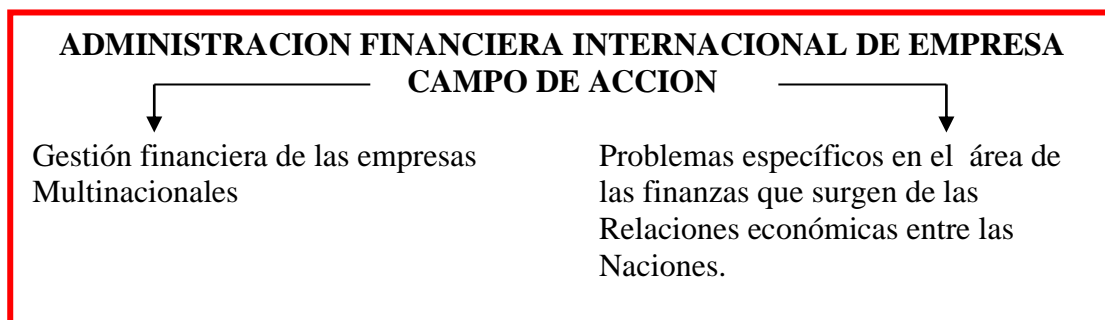 ADMINISTRACION FINANCIERA INTERNACIONAL DE EMPRESA
CAMPO DE ACCION
Gestión financiera de las empresas
Multinacionales
Problemas específicos en el área de
las finanzas que surgen de las
Relaciones económicas entre las
Naciones.